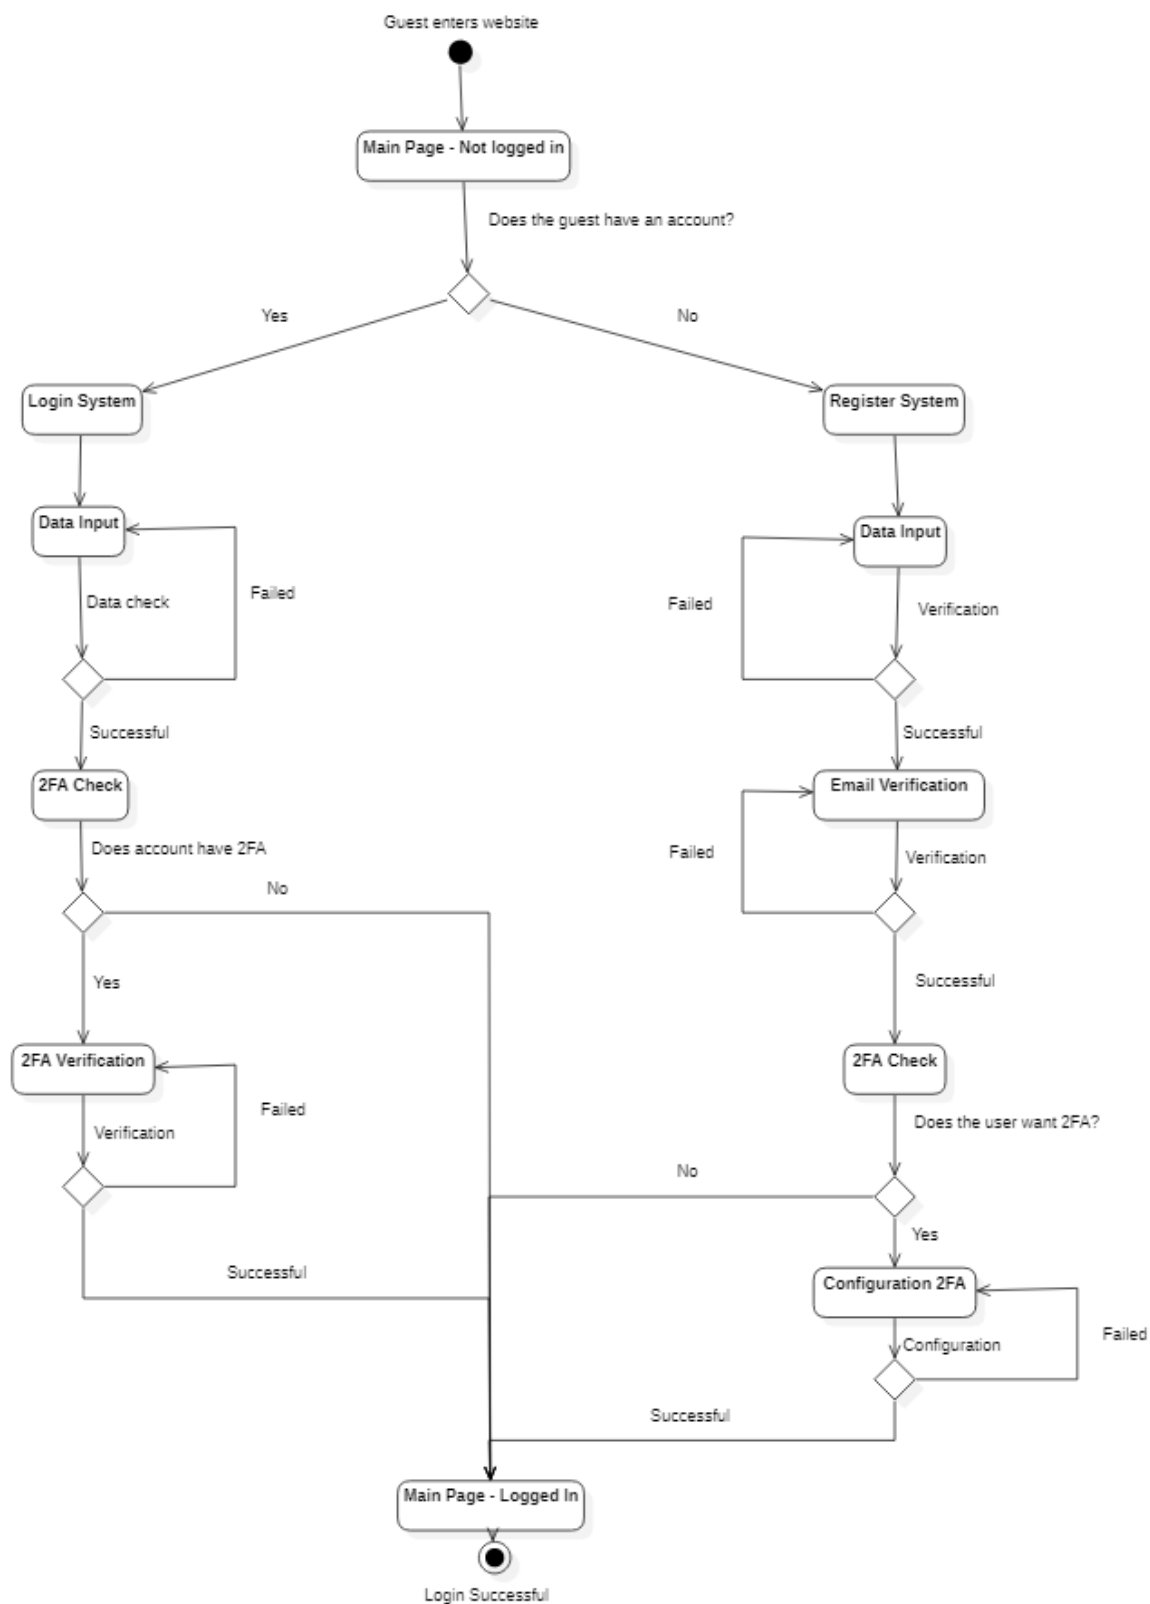 Guest enters website
Main Page - Not logged in
Does the guest have an account?
Yes
No
Login System
Register System
Data Input
Data Input
Data check
Failed
Failed
Verification
Successful
Successful
2FA Check
Email Verification
Does account have 2FA
Failed
Verification
No
Yes
Successful
2FA Verification
2FA Check
Failed
Verification
Does the user want 2FA?
No
Yes
Successful
Configuration 2FA
Configuration
Failed
Successful
Main Page - Logged In
Login Successful